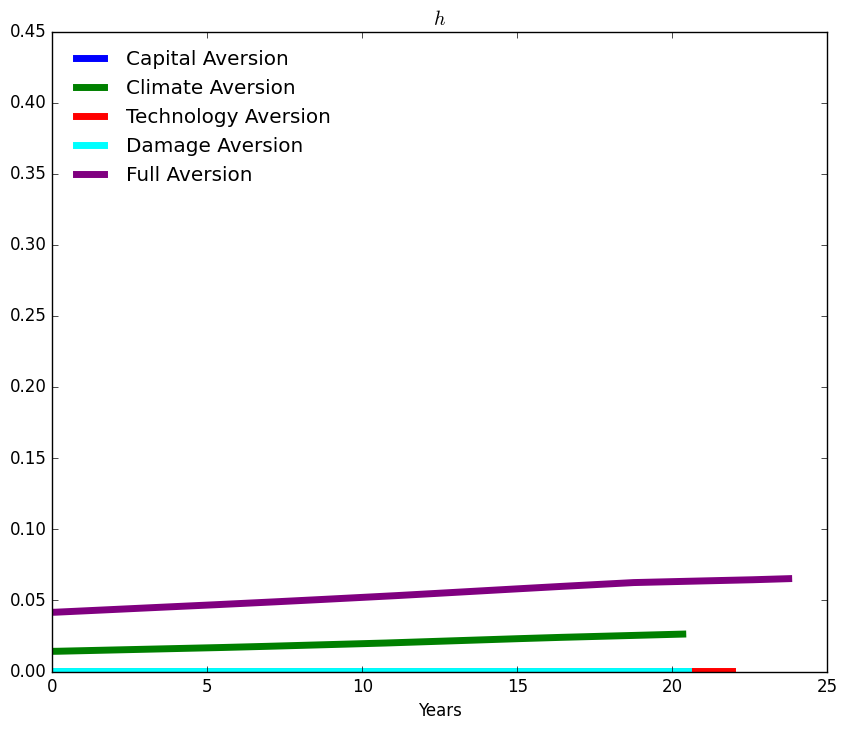 h
0.45
0.40
0.35
0.30
0.25
0.20
0.15
0.10
0.05
0.00
Capital Aversion
Climate Aversion
Technology Aversion
Damage Aversion
Full Aversion
0 5 10 15 20 25
Years